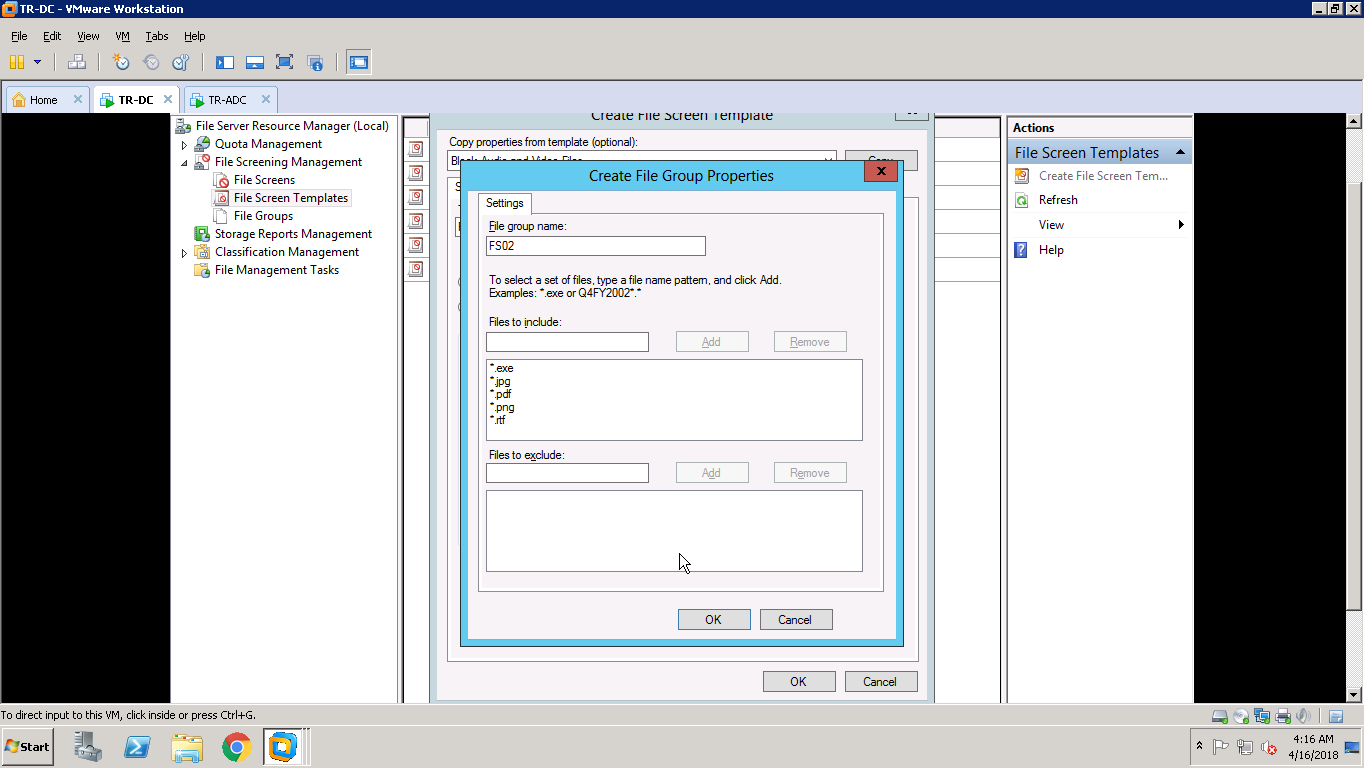 TR-DC - VMware Workstation
File Edit View VM Tabs Help
Home TR-DC TR-ADC
File Server Resource Manager (Local)
Quota Management
File Screening Management
File Screens
File Screen Templates
File Groups
Storage Reports Management
Classification Management
File Management Tasks
Create File Screen Template
Copy properties from template (optional):
Block Audio and Video Files Copy
Create File Group Properties
Settings
File group name:
FS02
To select a set of files, type a file name pattern, and click Add.
Examples: *.exe or Q4FY2002*.*
Files to include:
Add Remove
*.exe
*.jpg
*.pdf
*.png
*.rtf
Files to exclude:
Add Remove
OK Cancel
OK Cancel
Actions
File Screen Templates
Create File Screen Tem...
Refresh
View
Help
To direct input to this VM, click inside or press Ctrl+G.
Start
4:16 AM
4/16/2018